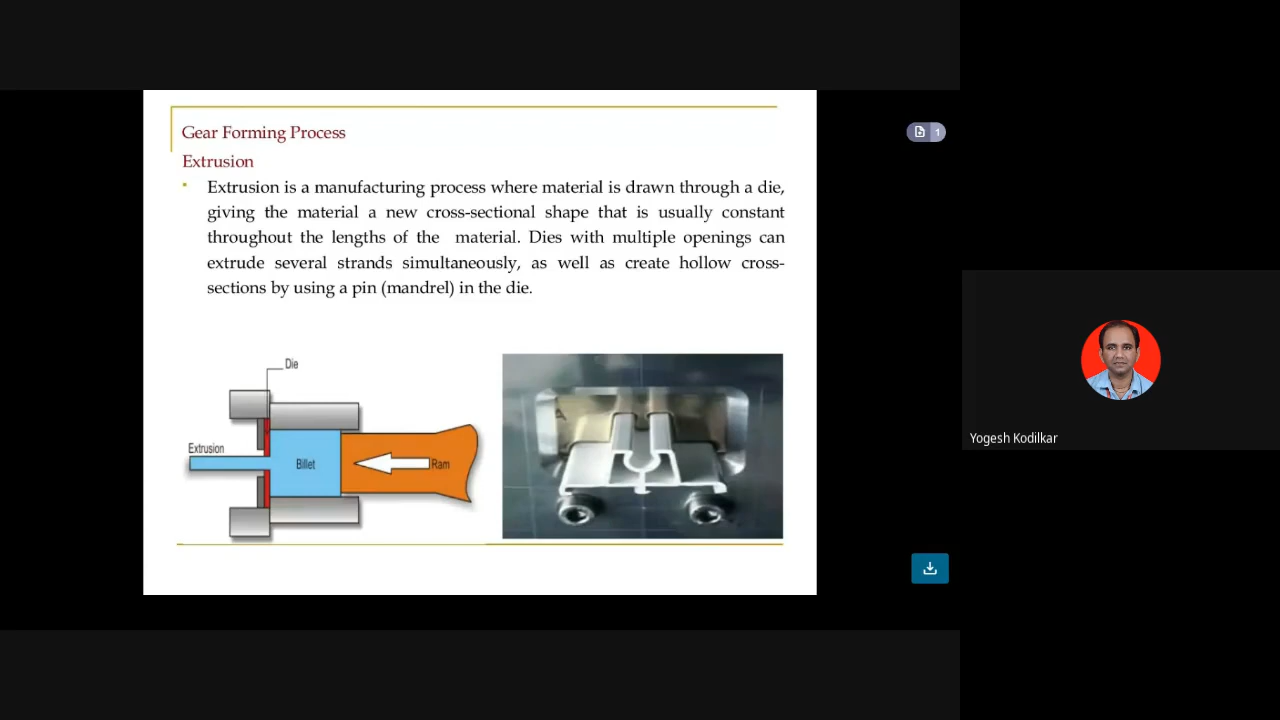 Gear Forming Process
Extrusion
Extrusion is a manufacturing process where material is drawn through a die,
giving the material a new cross-sectional shape that is usually constant
throughout the lengths of the material. Dies with multiple openings can
extrude several strands simultaneously, as well as create hollow cross-
sections by using a pin (mandrel) in the die.
Die
Extrusion
Billet
Ram
1
Yogesh Kodilkar